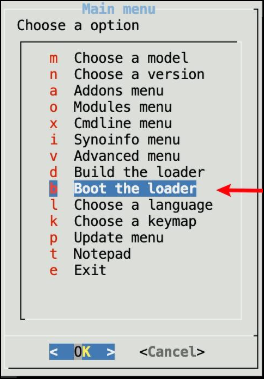 Main menu
Choose a option
m Choose a model
n Choose a version
a Addons menu
o Modules menu
x Cmdline menu
i Synoinfo menu
v Advanced menu
d Build the loader
b Boot the loader
l Choose a language
k Choose a keymap
p Update menu
t Notepad
e Exit
< OK > <Cancel>